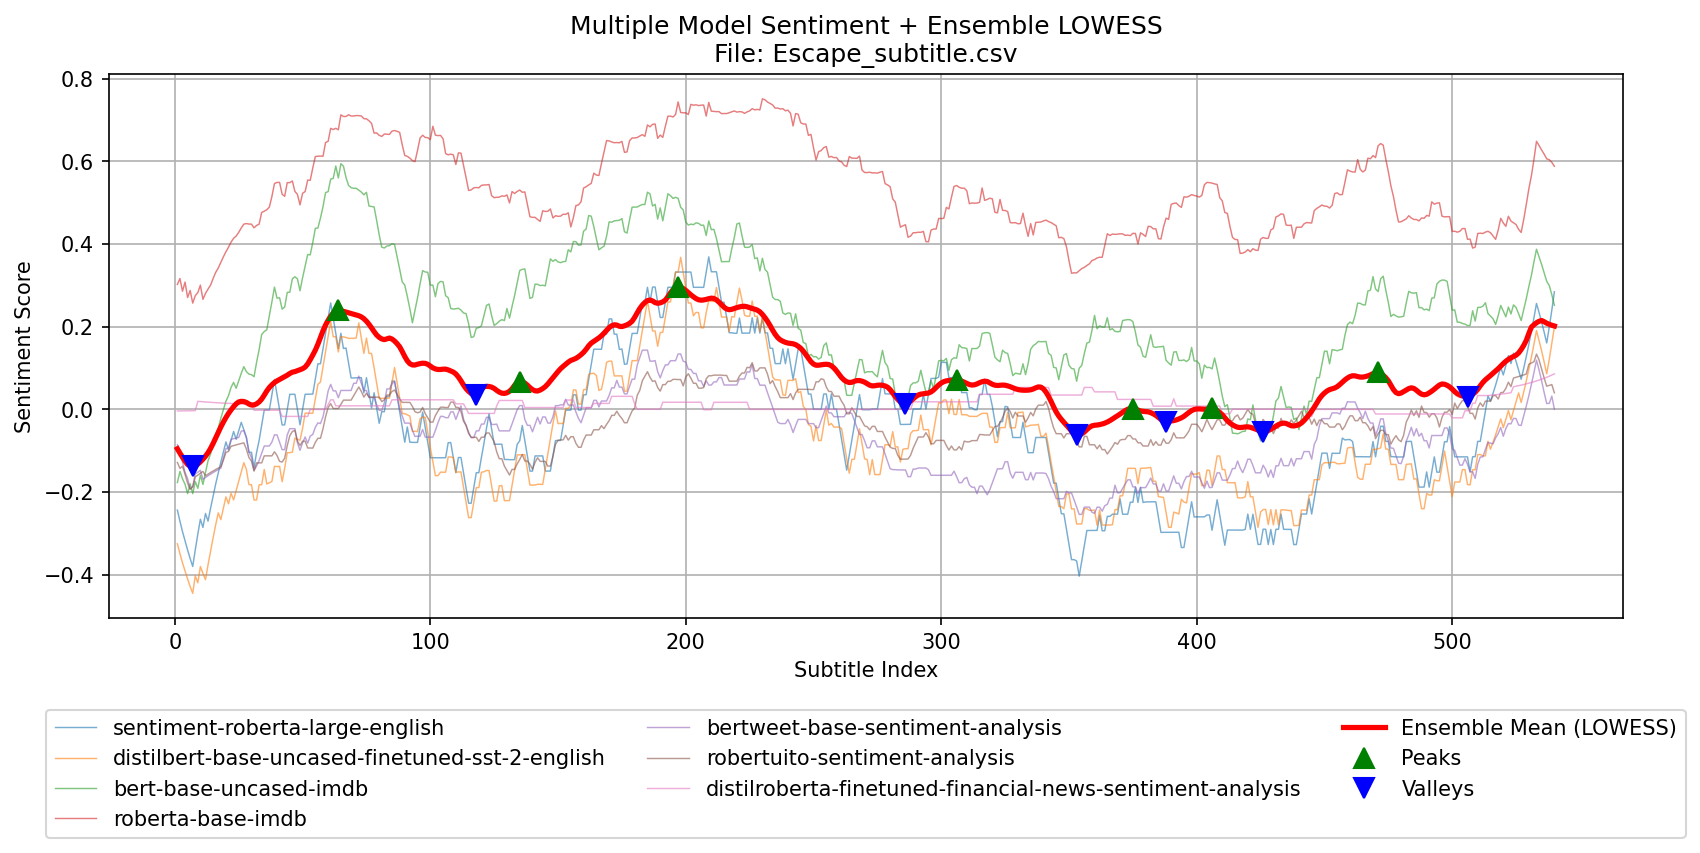 Multiple Model Sentiment + Ensemble LOWESS
File: Escape_subtitle.csv
Sentiment Score
0.8
0.6
0.4
0.2
0.0
−0.2
−0.4
0
100
200
300
400
500
Subtitle Index
sentiment-roberta-large-english
distilbert-base-uncased-finetuned-sst-2-english
bert-base-uncased-imdb
roberta-base-imdb
bertweet-base-sentiment-analysis
robertuito-sentiment-analysis
distilroberta-finetuned-financial-news-sentiment-analysis
Ensemble Mean (LOWESS)
Peaks
Valleys